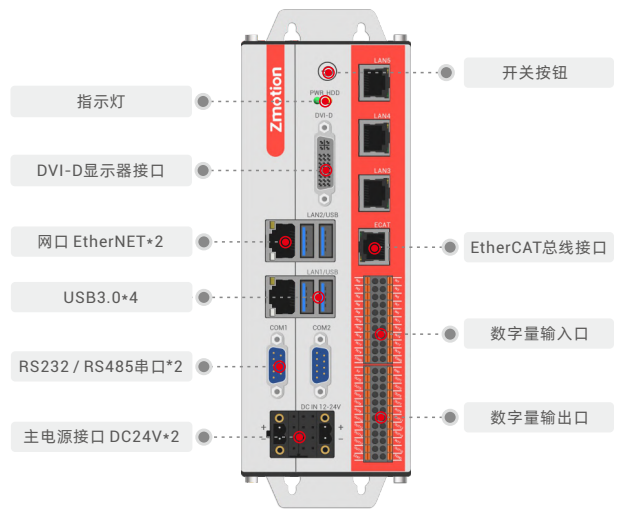 Zmotion
PWR HDD
DVI-D
LAN2/USB
LAN1/USB
COM1
COM2
DC IN 12-24V
+
−
+
−
LAN5
LAN4
LAN3
ECAT
指示灯
DVI-D显示器接口
网口 EtherNET*2
USB3.0*4
RS232 / RS485串口*2
主电源接口 DC24V*2
开关按钮
EtherCAT总线接口
数字量输入口
数字量输出口